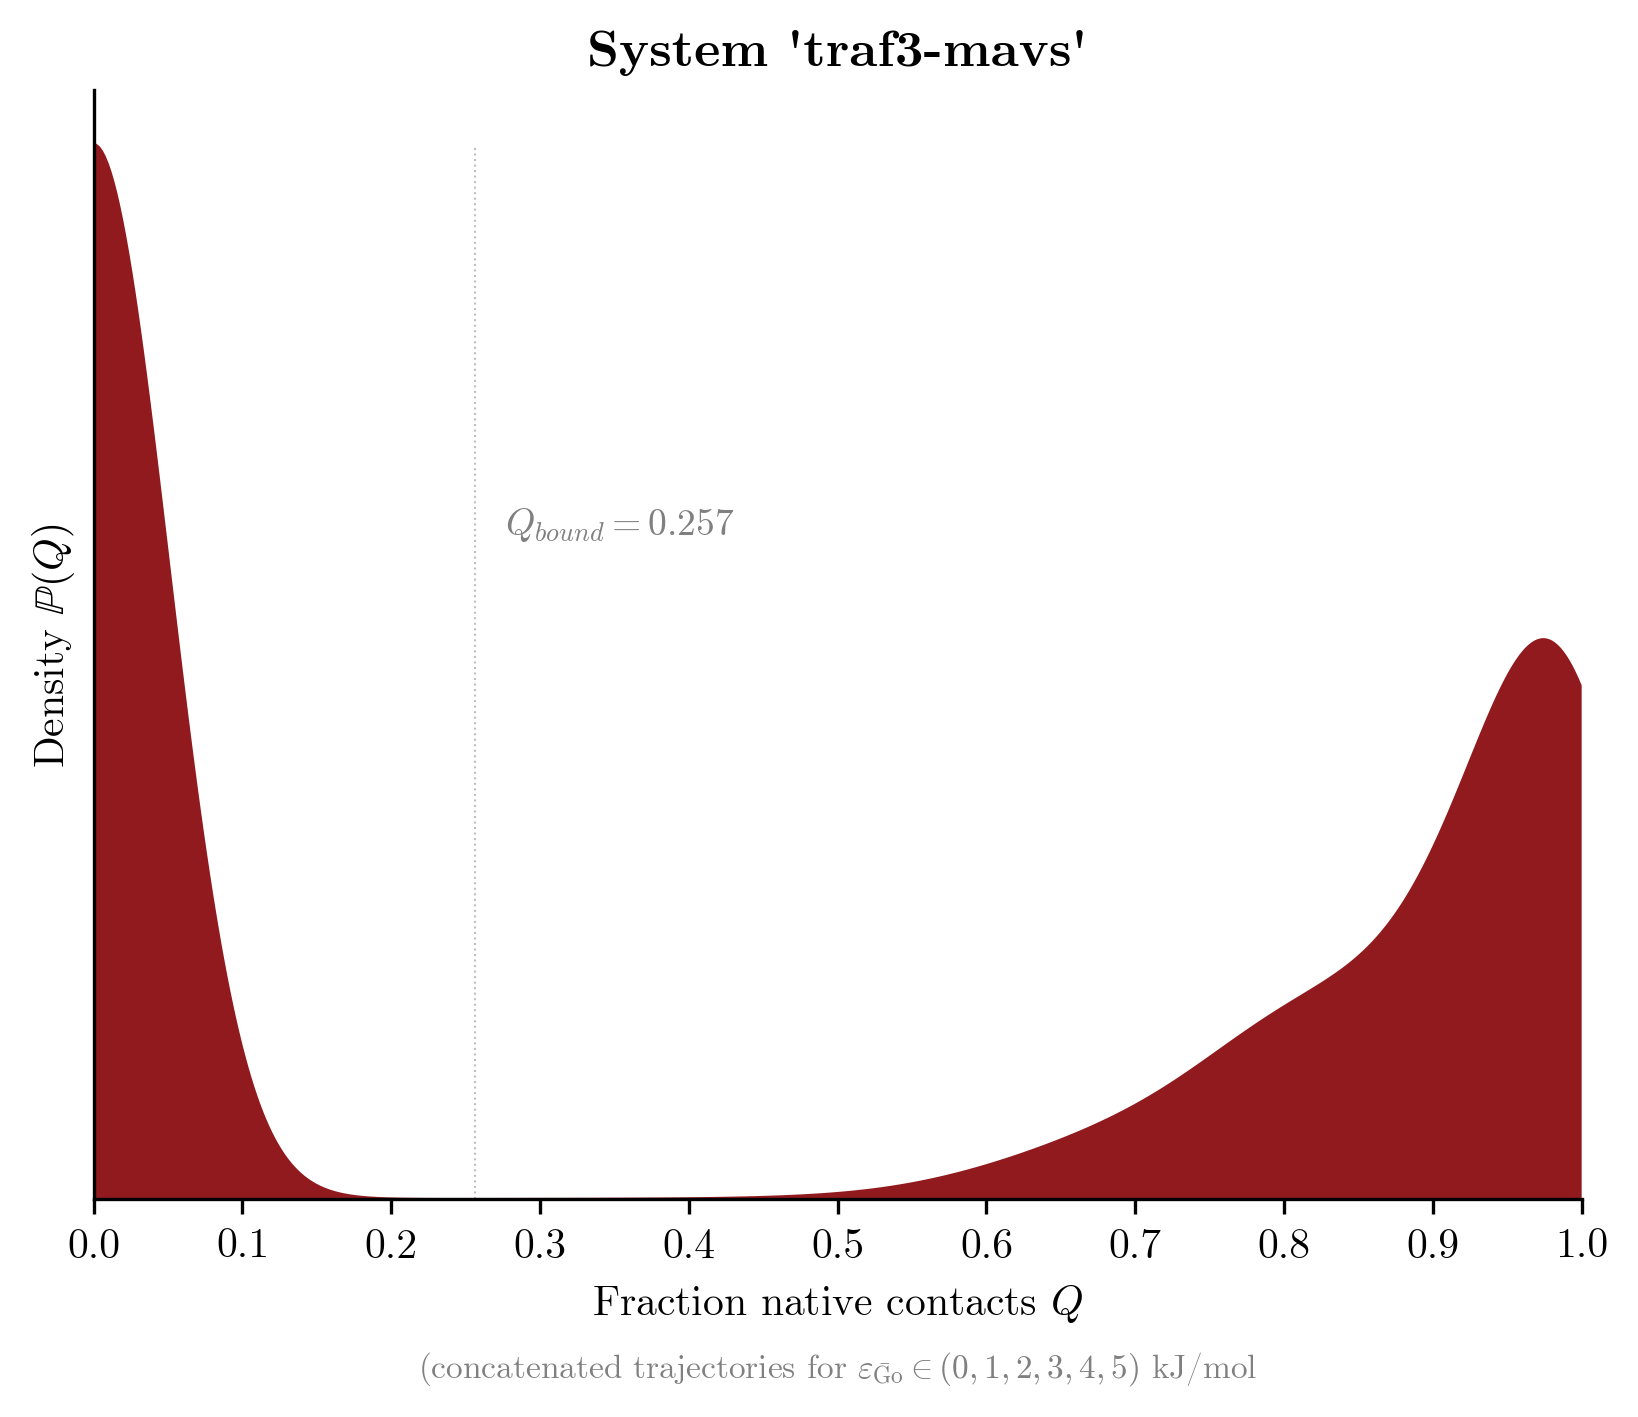 System 'traf3-mavs'
Density ℙ(Q)
Q_bound = 0.257
0.0 0.1 0.2 0.3 0.4 0.5 0.6 0.7 0.8 0.9 1.0
Fraction native contacts Q
(concatenated trajectories for ε_Ḡo ∈ (0, 1, 2, 3, 4, 5) kJ/mol